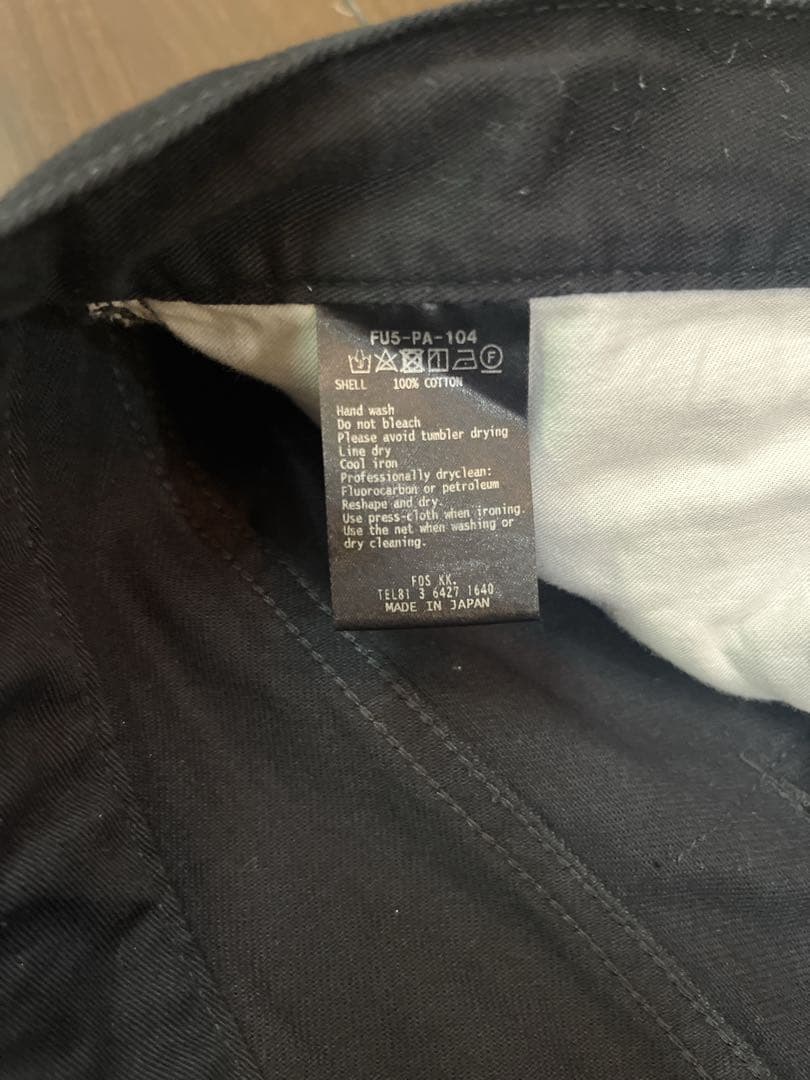 FU5-PA-104
SHELL 100% COTTON
Hand wash
Do not bleach
Please avoid tumbler drying
Line dry
Cool iron
Professionally dryclean:
Fluorocarbon or petroleum
Reshape and dry.
Use press-cloth when ironing.
Use the net when washing or
dry cleaning.
FOS KK.
TEL81 3 6427 1640
MADE IN JAPAN